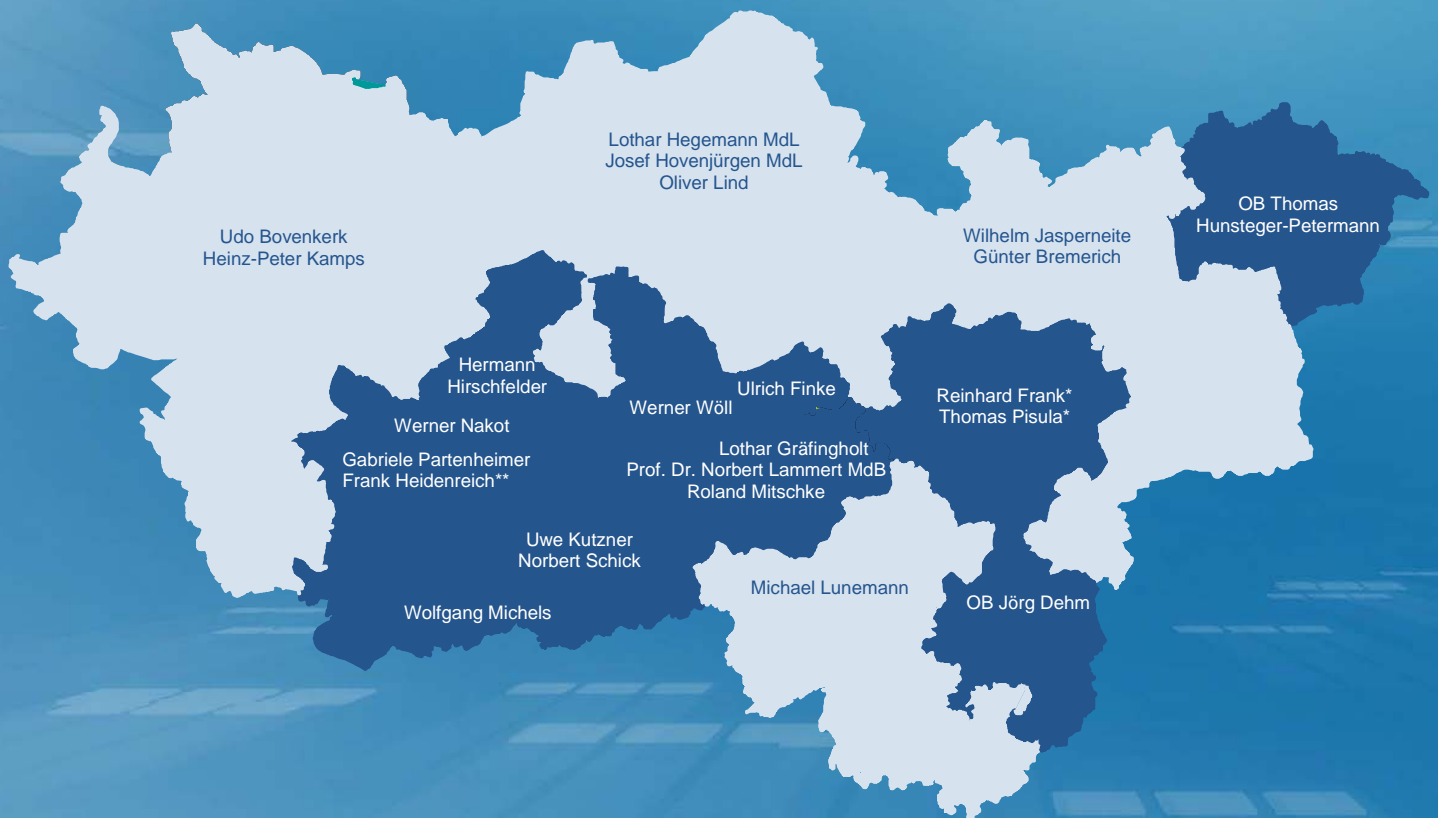 Lothar Hegemann MdL
Josef Hovenjürgen MdL
Oliver Lind
OB Thomas
Hunsteger-Petermann
Udo Bovenkerk
Heinz-Peter Kamps
Wilhelm Jasperneite
Günter Bremerich
Hermann
Hirschfelder
Ulrich Finke
Werner Wöll
Reinhard Frank*
Thomas Pisula*
Werner Nakot
Gabriele Partenheimer
Frank Heidenreich**
Lothar Gräfingholt
Prof. Dr. Norbert Lammert MdB
Roland Mitschke
Uwe Kutzner
Norbert Schick
Michael Lunemann
OB Jörg Dehm
Wolfgang Michels